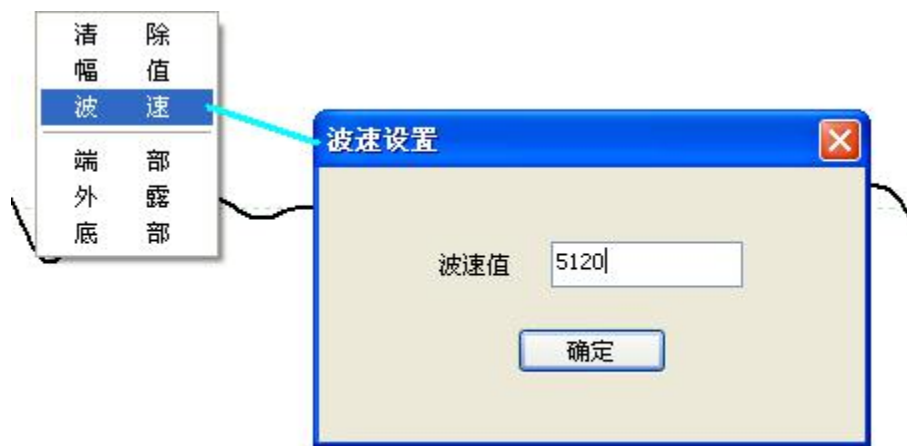 清 除
幅 值
波 速
端 部
外 露
底 部
波速设置
波速值 5120
确定